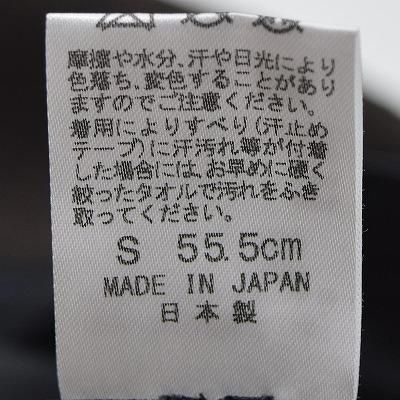 摩擦や水分、汗や日光により
色落ち、変色することがあり
ますのでご注意ください。
着用によりすべり(汗止め
テープ)に汗汚れ等が付着
した場合には、お早めに硬く
絞ったタオルで汚れをふき
取ってください。
S 55.5cm
MADE IN JAPAN
日本製